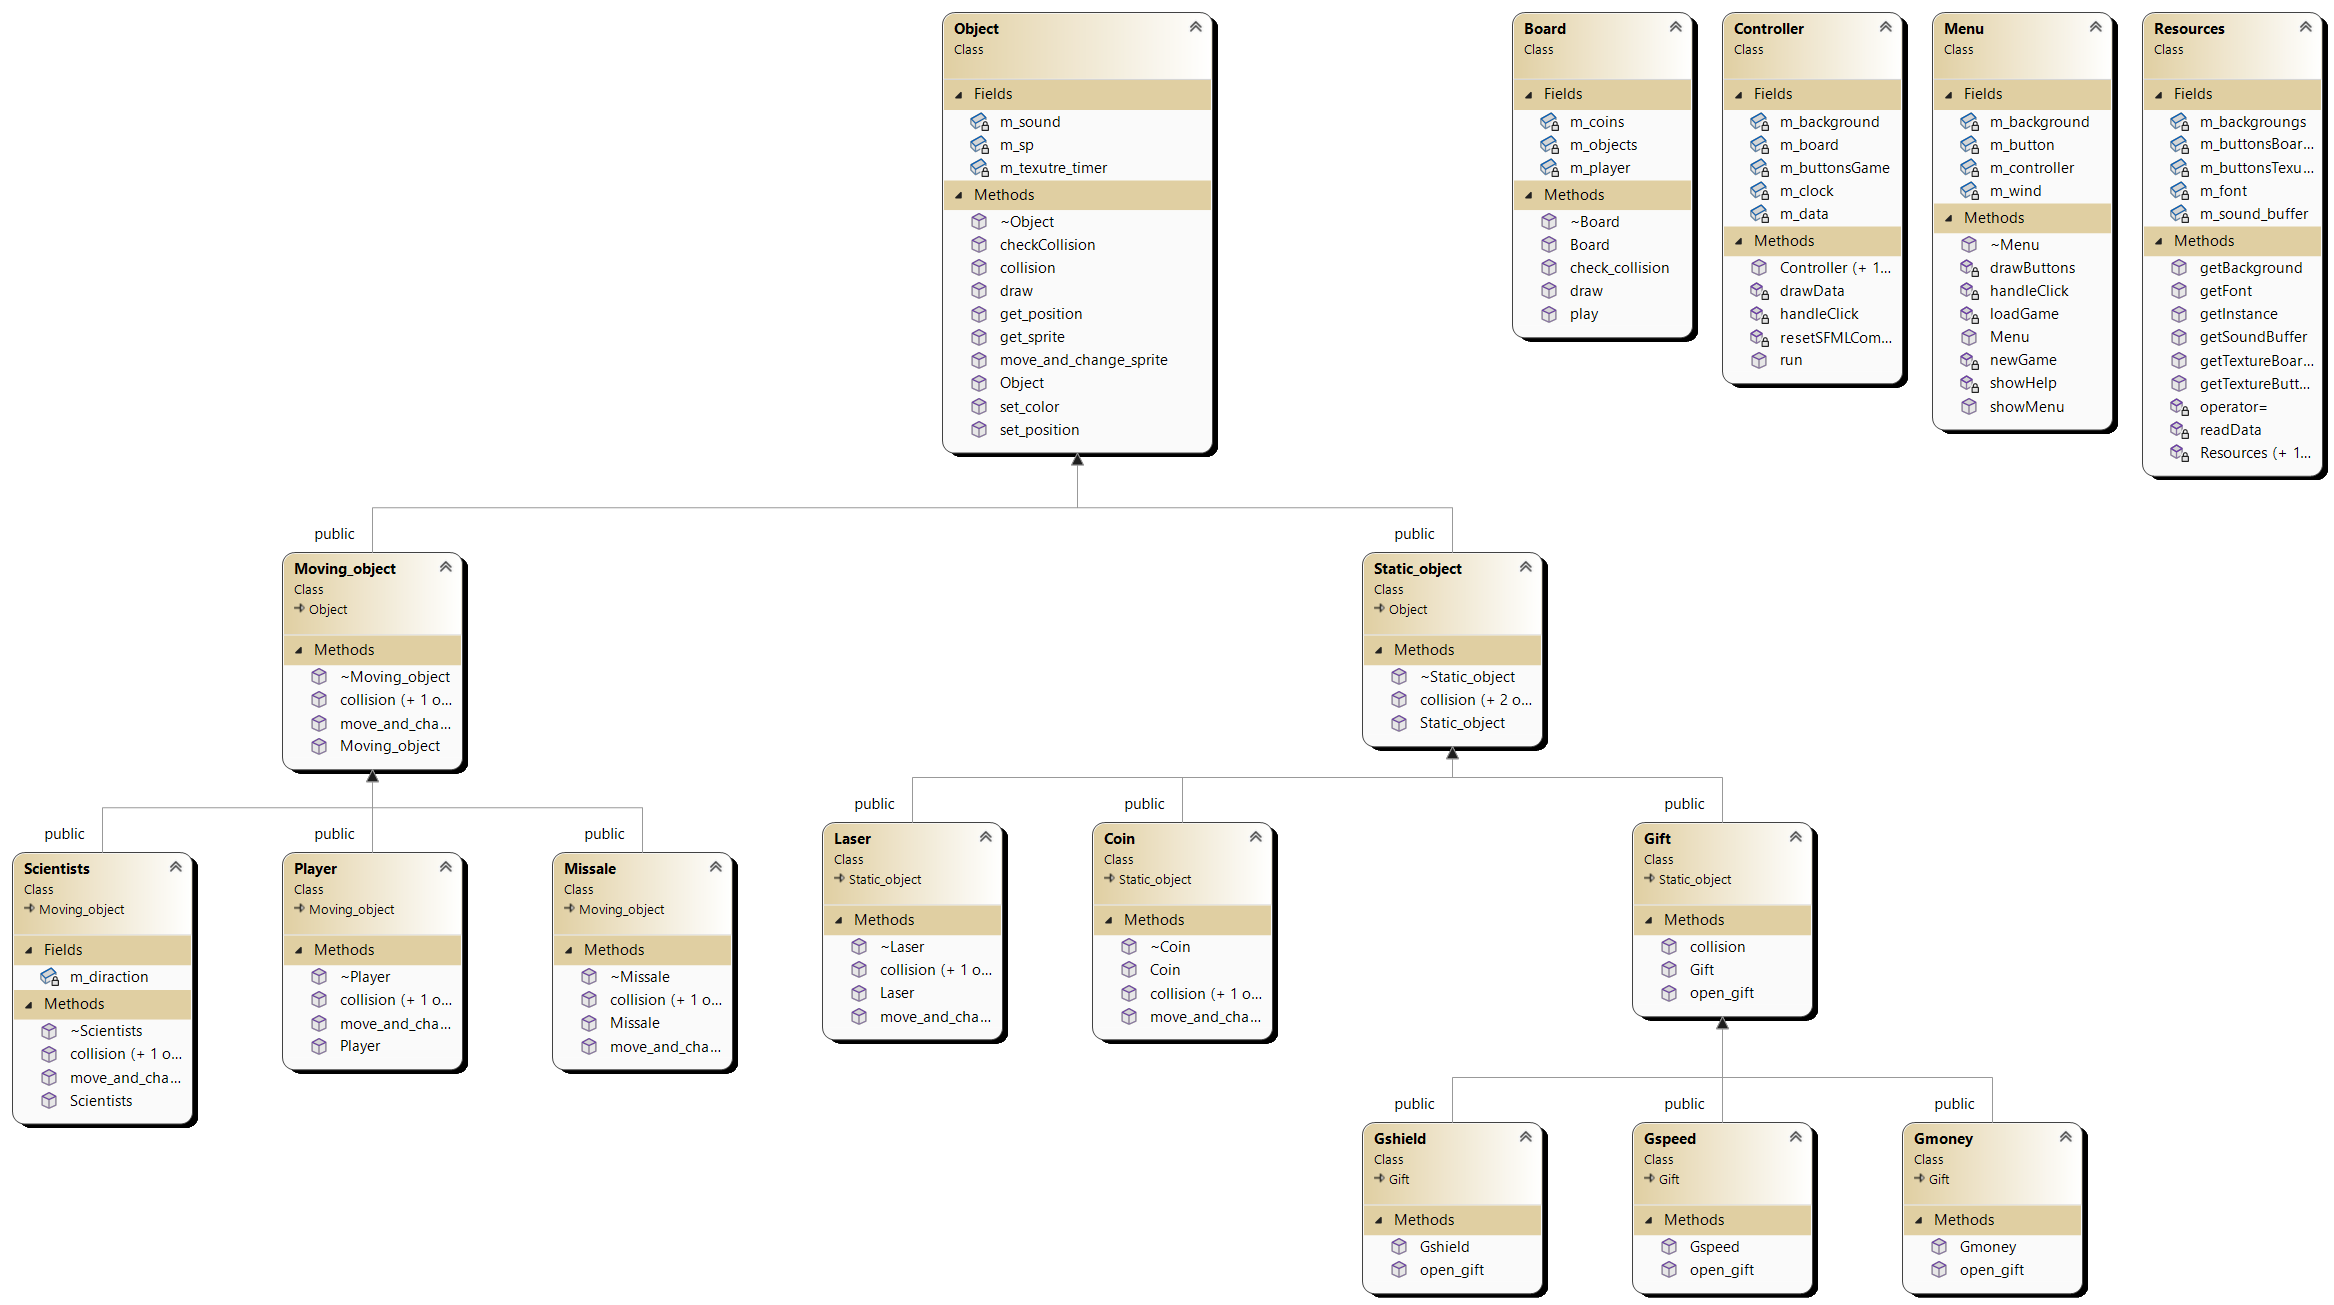 Object
Class
Fields
m_sound
m_sp
m_texutre_timer
Methods
~Object
checkCollision
collision
draw
get_position
get_sprite
move_and_change_sprite
Object
set_color
set_position
Board
Class
Fields
m_coins
m_objects
m_player
Methods
~Board
Board
check_collision
draw
play
Controller
Class
Fields
m_background
m_board
m_buttonsGame
m_clock
m_data
Methods
Controller (+ 1...
drawData
handleClick
resetSFMLCom...
run
Menu
Class
Fields
m_background
m_button
m_controller
m_wind
Methods
~Menu
drawButtons
handleClick
loadGame
Menu
newGame
showHelp
showMenu
Resources
Class
Fields
m_backgroungs
m_buttonsBoar...
m_buttonsTexu...
m_font
m_sound_buffer
Methods
getBackground
getFont
getInstance
getSoundBuffer
getTextureBoar...
getTextureButt...
operator=
readData
Resources (+ 1...
public
Moving_object
Class
Object
Methods
~Moving_object
collision (+ 1 o...
move_and_cha...
Moving_object
public
Static_object
Class
Object
Methods
~Static_object
collision (+ 2 o...
Static_object
public
Scientists
Class
Moving_object
Fields
m_diraction
Methods
~Scientists
collision (+ 1 o...
move_and_cha...
Scientists
public
Player
Class
Moving_object
Methods
~Player
collision (+ 1 o...
move_and_cha...
Player
public
Missale
Class
Moving_object
Methods
~Missale
collision (+ 1 o...
Missale
move_and_cha...
public
Laser
Class
Static_object
Methods
~Laser
collision (+ 1 o...
Laser
move_and_cha...
public
Coin
Class
Static_object
Methods
~Coin
Coin
collision (+ 1 o...
move_and_cha...
public
Gift
Class
Static_object
Methods
collision
Gift
open_gift
public
Gshield
Class
Gift
Methods
Gshield
open_gift
public
Gspeed
Class
Gift
Methods
Gspeed
open_gift
public
Gmoney
Class
Gift
Methods
Gmoney
open_gift